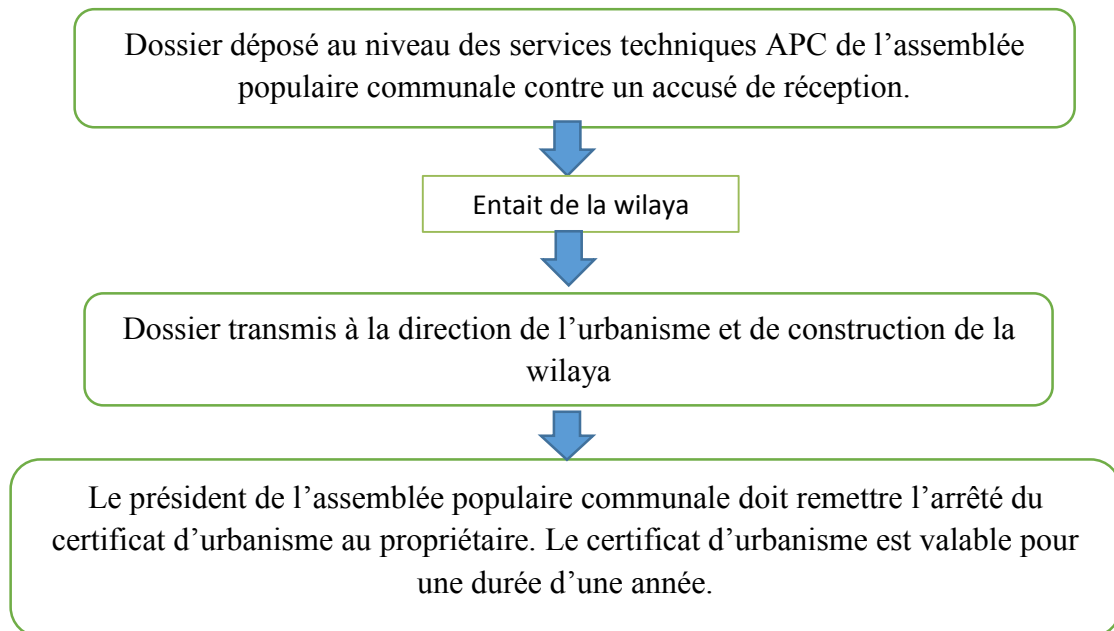 Dossier déposé au niveau des services techniques APC de l’assemblée
populaire communale contre un accusé de réception.
Entait de la wilaya
Dossier transmis à la direction de l’urbanisme et de construction de la
wilaya
Le président de l’assemblée populaire communale doit remettre l’arrêté du
certificat d’urbanisme au propriétaire. Le certificat d’urbanisme est valable pour
une durée d’une année.